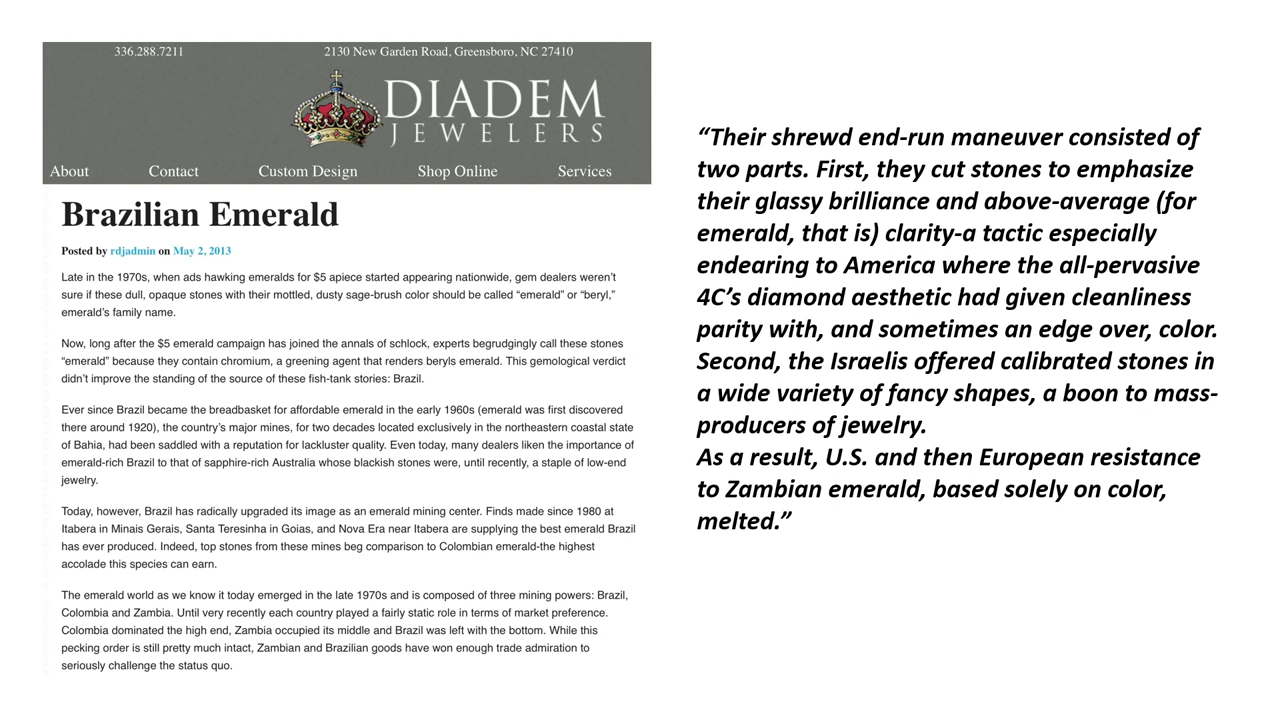 336.288.7211
2130 New Garden Road, Greensboro, NC 27410
DIADEM
JEWELERS
About Contact Custom Design Shop Online Services
Brazilian Emerald
Posted by rdjadmin on May 2, 2013
Late in the 1970s, when ads hawking emeralds for $5 apiece started appearing nationwide, gem dealers weren’t
sure if these dull, opaque stones with their mottled, dusty sage-brush color should be called “emerald” or “beryl,”
emerald’s family name.
Now, long after the $5 emerald campaign has joined the annals of schlock, experts begrudgingly call these stones
“emerald” because they contain chromium, a greening agent that renders beryls emerald. This gemological verdict
didn’t improve the standing of the source of these fish-tank stories: Brazil.
Ever since Brazil became the breadbasket for affordable emerald in the early 1960s (emerald was first discovered
there around 1920), the country’s major mines, for two decades located exclusively in the northeastern coastal state
of Bahia, had been saddled with a reputation for lackluster quality. Even today, many dealers liken the importance of
emerald-rich Brazil to that of sapphire-rich Australia whose blackish stones were, until recently, a staple of low-end
jewelry.
Today, however, Brazil has radically upgraded its image as an emerald mining center. Finds made since 1980 at
Itabera in Minais Gerais, Santa Teresinha in Goias, and Nova Era near Itabera are supplying the best emerald Brazil
has ever produced. Indeed, top stones from these mines beg comparison to Colombian emerald-the highest
accolade this species can earn.
The emerald world as we know it today emerged in the late 1970s and is composed of three mining powers: Brazil,
Colombia and Zambia. Until very recently each country played a fairly static role in terms of market preference.
Colombia dominated the high end, Zambia occupied its middle and Brazil was left with the bottom. While this
pecking order is still pretty much intact, Zambian and Brazilian goods have won enough trade admiration to
seriously challenge the status quo.
“Their shrewd end-run maneuver consisted of
two parts. First, they cut stones to emphasize
their glassy brilliance and above-average (for
emerald, that is) clarity-a tactic especially
endearing to America where the all-pervasive
4C’s diamond aesthetic had given cleanliness
parity with, and sometimes an edge over, color.
Second, the Israelis offered calibrated stones in
a wide variety of fancy shapes, a boon to mass-
producers of jewelry.
As a result, U.S. and then European resistance
to Zambian emerald, based solely on color,
melted.”